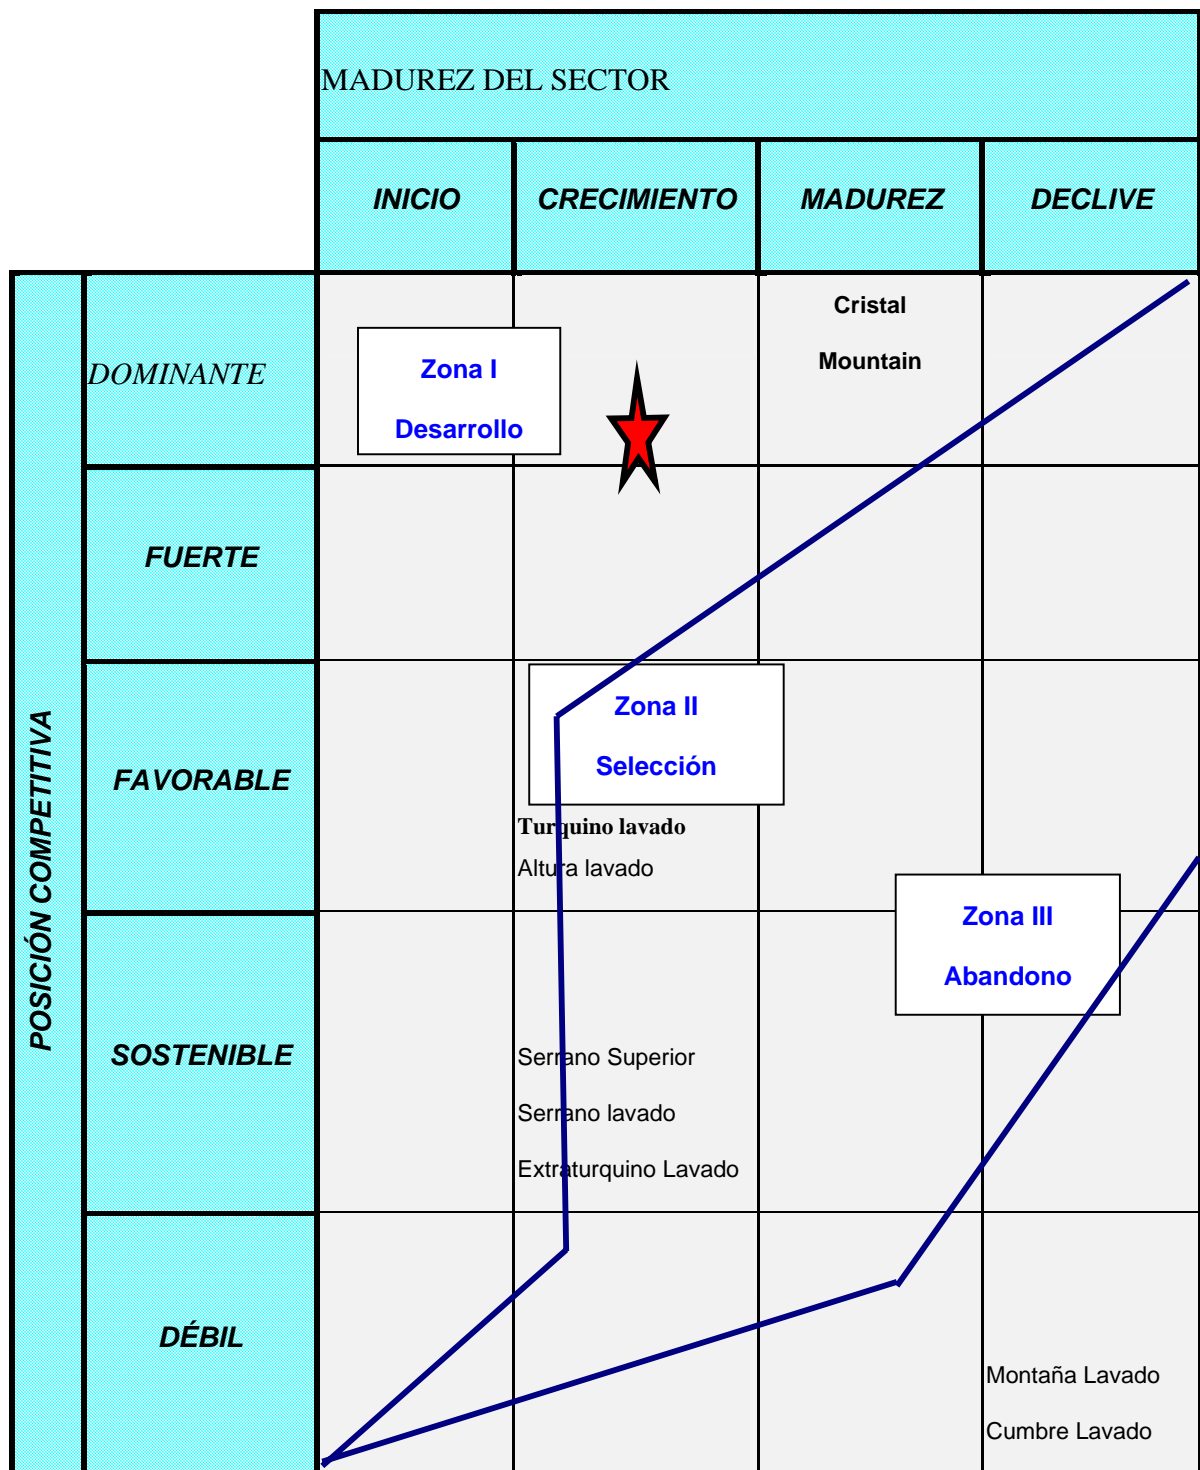 MADUREZ DEL SECTOR
INICIO
CRECIMIENTO
MADUREZ
DECLIVE
POSICIÓN COMPETITIVA
DOMINANTE
Zona I
Desarrollo
Cristal
Mountain
FUERTE
FAVORABLE
Zona II
Selección
Turquino lavado
Altura lavado
SOSTENIBLE
Zona III
Abandono
Serrano Superior
Serrano lavado
Extraturquino Lavado
DÉBIL
Montaña Lavado
Cumbre Lavado